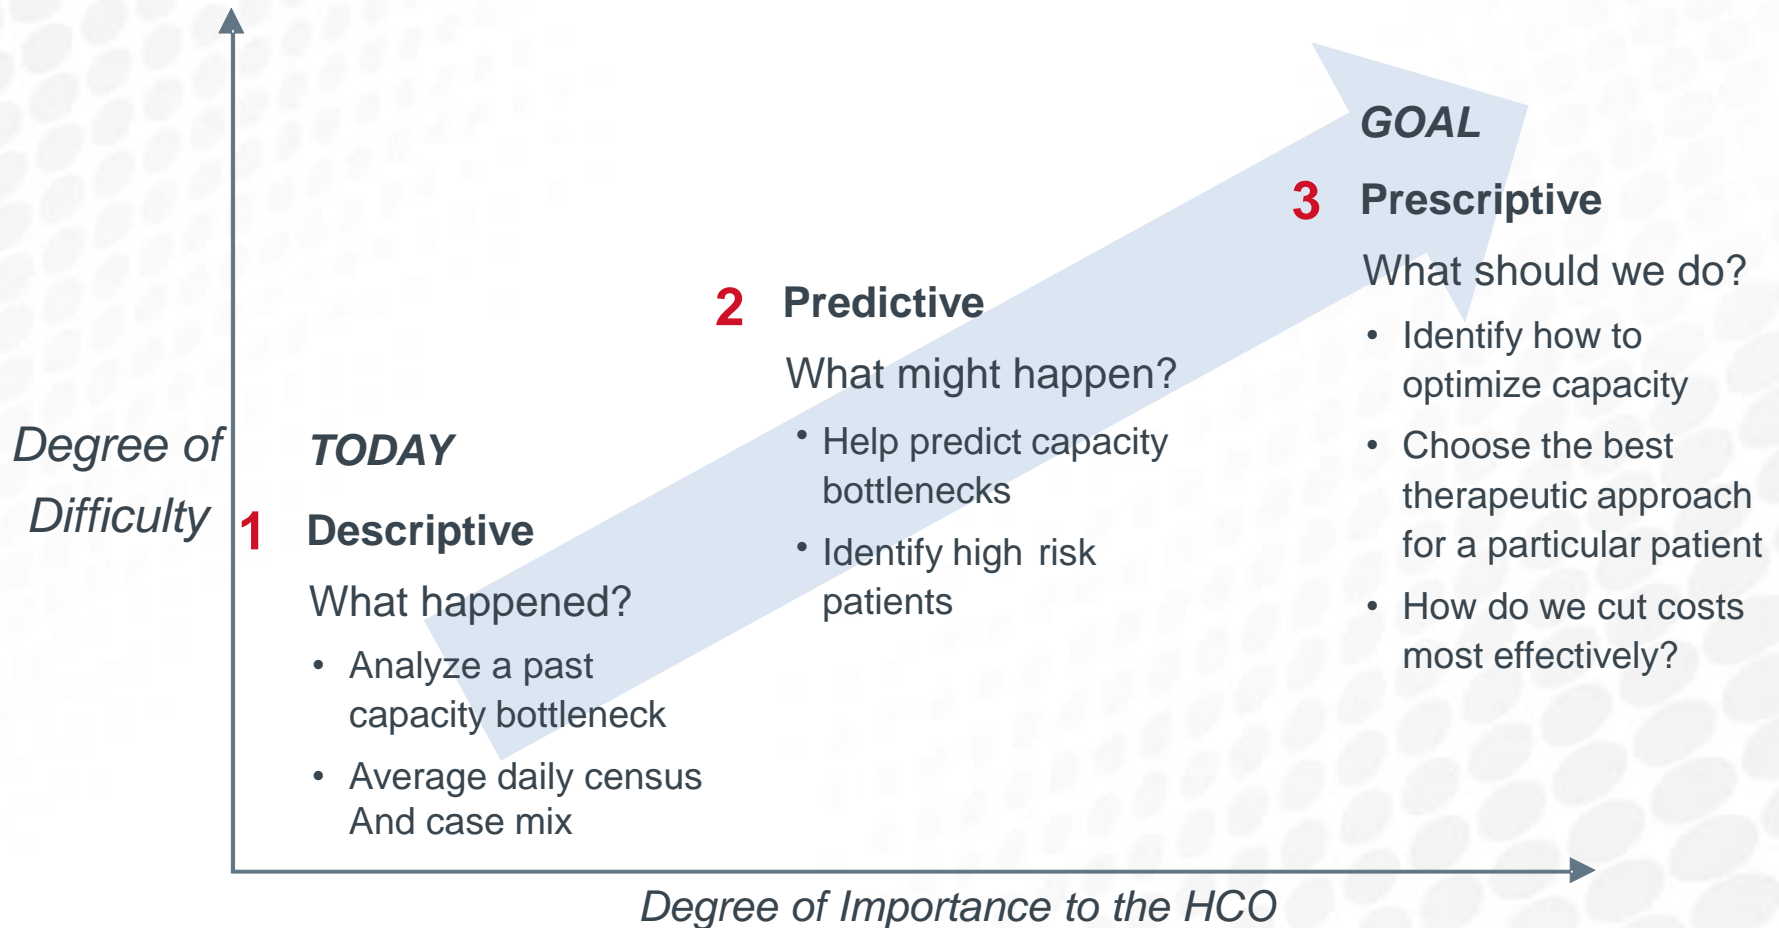 Degree of
Difficulty
TODAY
1 Descriptive
What happened?
• Analyze a past
capacity bottleneck
• Average daily census
And case mix
2 Predictive
What might happen?
• Help predict capacity
bottlenecks
• Identify high risk
patients
GOAL
3 Prescriptive
What should we do?
• Identify how to
optimize capacity
• Choose the best
therapeutic approach
for a particular patient
• How do we cut costs
most effectively?
Degree of Importance to the HCO